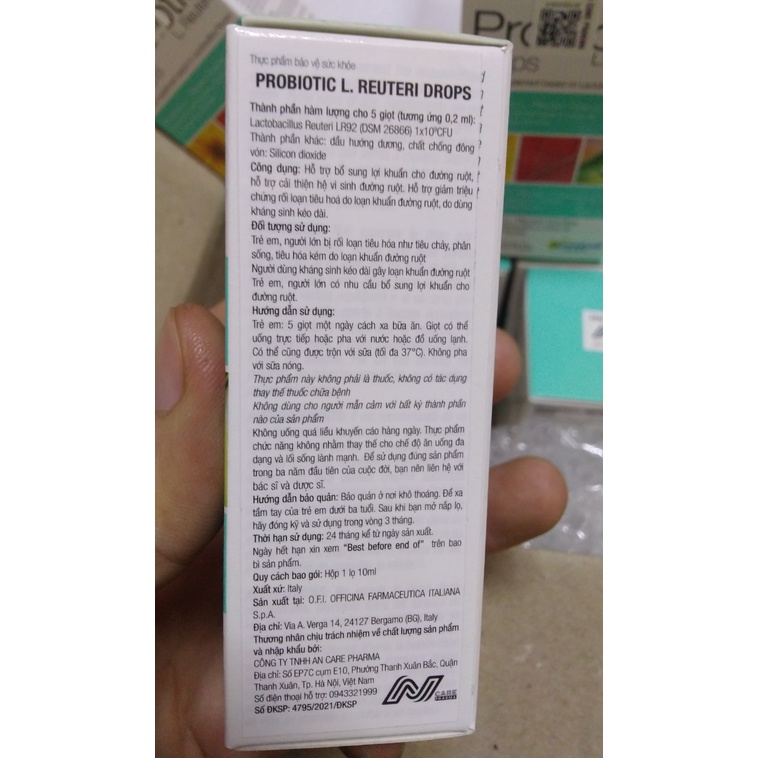 Thực phẩm bảo vệ sức khỏe
PROBIOTIC L. REUTERI DROPS
Thành phần hàm lượng cho 5 giọt (tương ứng 0,2 ml):
Lactobacillus Reuteri LR92 (DSM 26866) 1x10⁹CFU
Thành phần khác: dầu hướng dương, chất chống đông
vón: Silicon dioxide
Công dụng: Hỗ trợ bổ sung lợi khuẩn cho đường ruột,
hỗ trợ cải thiện hệ vi sinh đường ruột. Hỗ trợ giảm triệu
chứng rối loạn tiêu hoá do loạn khuẩn đường ruột, do dùng
kháng sinh kéo dài.
Đối tượng sử dụng:
Trẻ em, người lớn bị rối loạn tiêu hóa như tiêu chảy, phân
sống, tiêu hóa kém do loạn khuẩn đường ruột
Người dùng kháng sinh kéo dài gây loạn khuẩn đường ruột
Trẻ em, người lớn có nhu cầu bổ sung lợi khuẩn cho
đường ruột.
Hướng dẫn sử dụng:
Trẻ em: 5 giọt một ngày cách xa bữa ăn. Giọt có thể
uống trực tiếp hoặc pha với nước hoặc đồ uống lạnh.
Có thể cũng được trộn với sữa (tối đa 37°C). Không pha
với sữa nóng.
Thực phẩm này không phải là thuốc, không có tác dụng
thay thế thuốc chữa bệnh
Không dùng cho người mẫn cảm với bất kỳ thành phần
nào của sản phẩm
Không uống quá liều khuyến cáo hàng ngày. Thực phẩm
chức năng không nhằm thay thế cho chế độ ăn uống đa
dạng và lối sống lành mạnh. Để sử dụng đúng sản phẩm
trong ba năm đầu tiên của cuộc đời, bạn nên liên hệ với
bác sĩ và dược sĩ.
Hướng dẫn bảo quản: Bảo quản ở nơi khô thoáng. Để xa
tầm tay của trẻ em dưới ba tuổi. Sau khi bạn mở nắp lọ,
hãy đóng kỹ và sử dụng trong vòng 3 tháng.
Thời hạn sử dụng: 24 tháng kể từ ngày sản xuất.
Ngày hết hạn xin xem "Best before end of" trên bao
bì sản phẩm.
Quy cách bao gói: Hộp 1 lọ 10ml
Xuất xứ: Italy
Sản xuất tại: O.F.I. OFFICINA FARMACEUTICA ITALIANA
S.p.A.
Địa chỉ: Via A. Verga 14, 24127 Bergamo (BG), Italy
Thương nhân chịu trách nhiệm về chất lượng sản phẩm
và nhập khẩu bởi:
CÔNG TY TNHH AN CARE PHARMA
Địa chỉ: Số EP7C cụm E10, Phường Thanh Xuân Bắc, Quận
Thanh Xuân, Tp. Hà Nội, Việt Nam
Số điện thoại hỗ trợ: 0943321999
Số ĐKSP: 4795/2021/ĐKSP
CARE
PHARMA